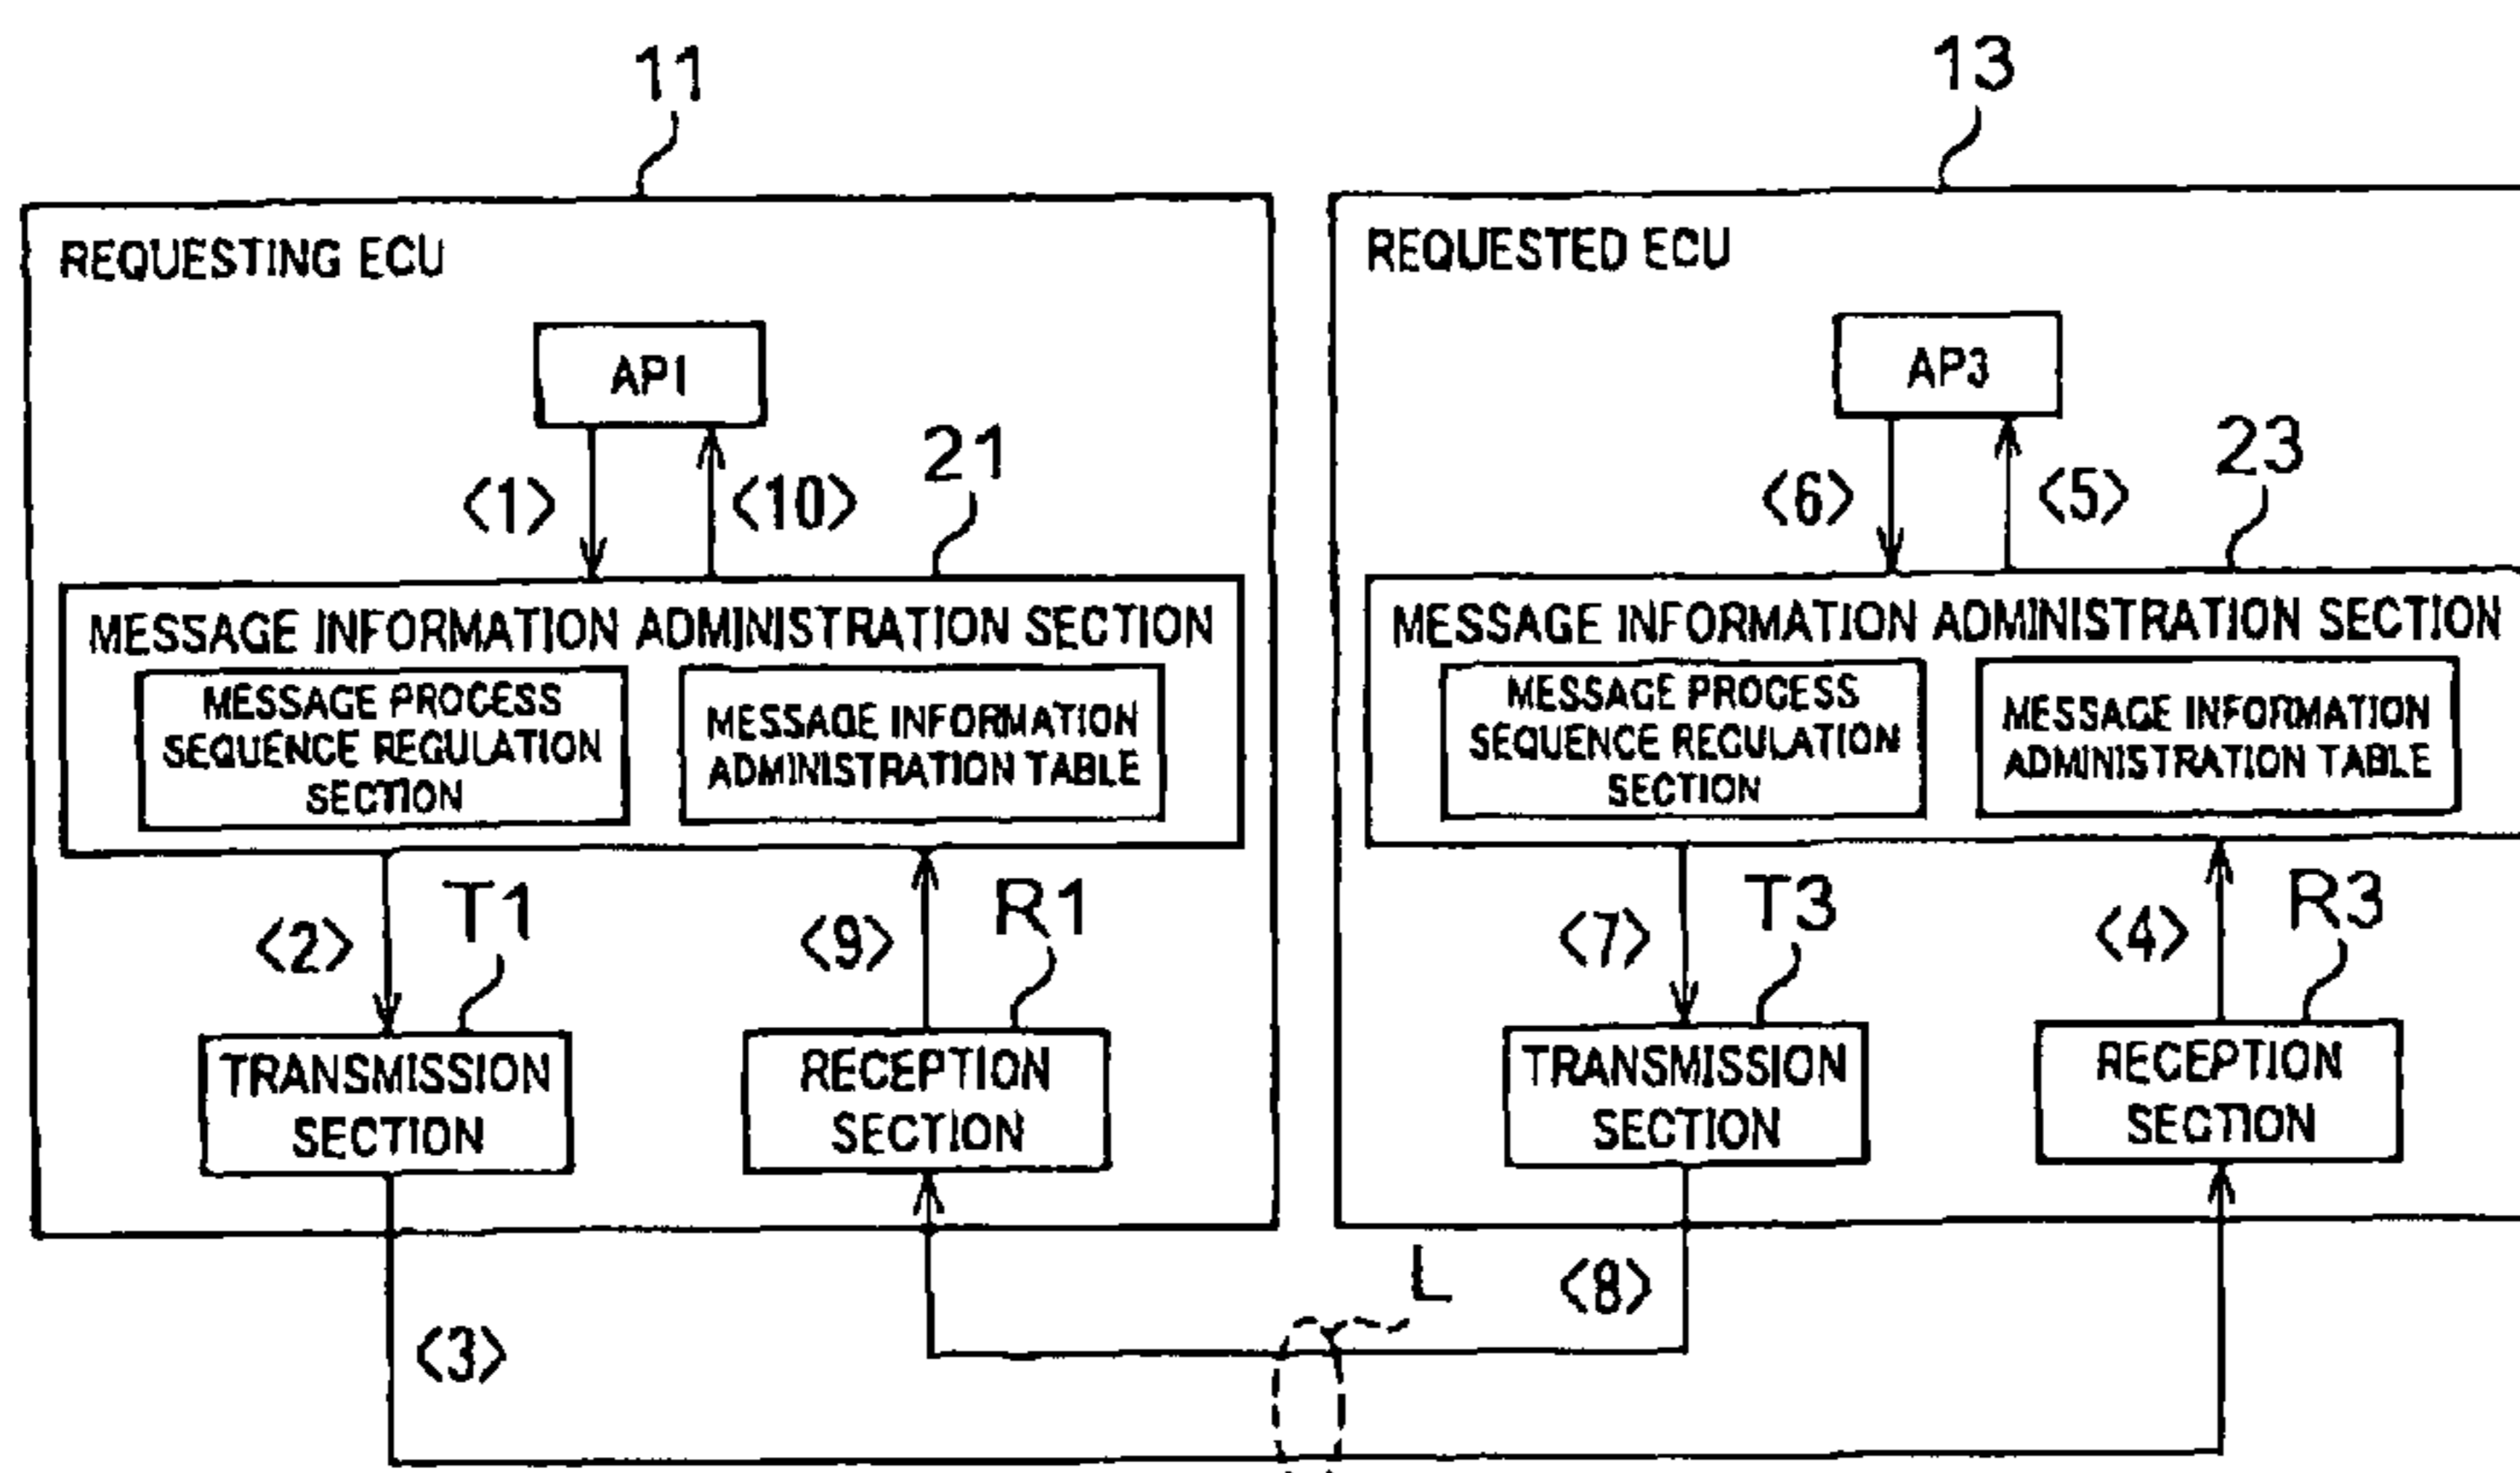 11
13
REQUESTING ECU
REQUESTED ECU
AP1
AP3
<1>
<10>
21
<6>
<5>
23
MESSAGE INFORMATION ADMINISTRATION SECTION
MESSAGE PROCESS
SEQUENCE REGULATION
SECTION
MESSAGE INFORMATION
ADMINISTRATION TABLE
MESSAGE INFORMATION ADMINISTRATION SECTION
MESSAGE PROCESS
SEQUENCE REGULATION
SECTION
MESSAGE INFORMATION
ADMINISTRATION TABLE
<2>
T1
<9>
R1
<7>
T3
<4>
R3
TRANSMISSION
SECTION
RECEPTION
SECTION
TRANSMISSION
SECTION
RECEPTION
SECTION
L
<8>
<3>